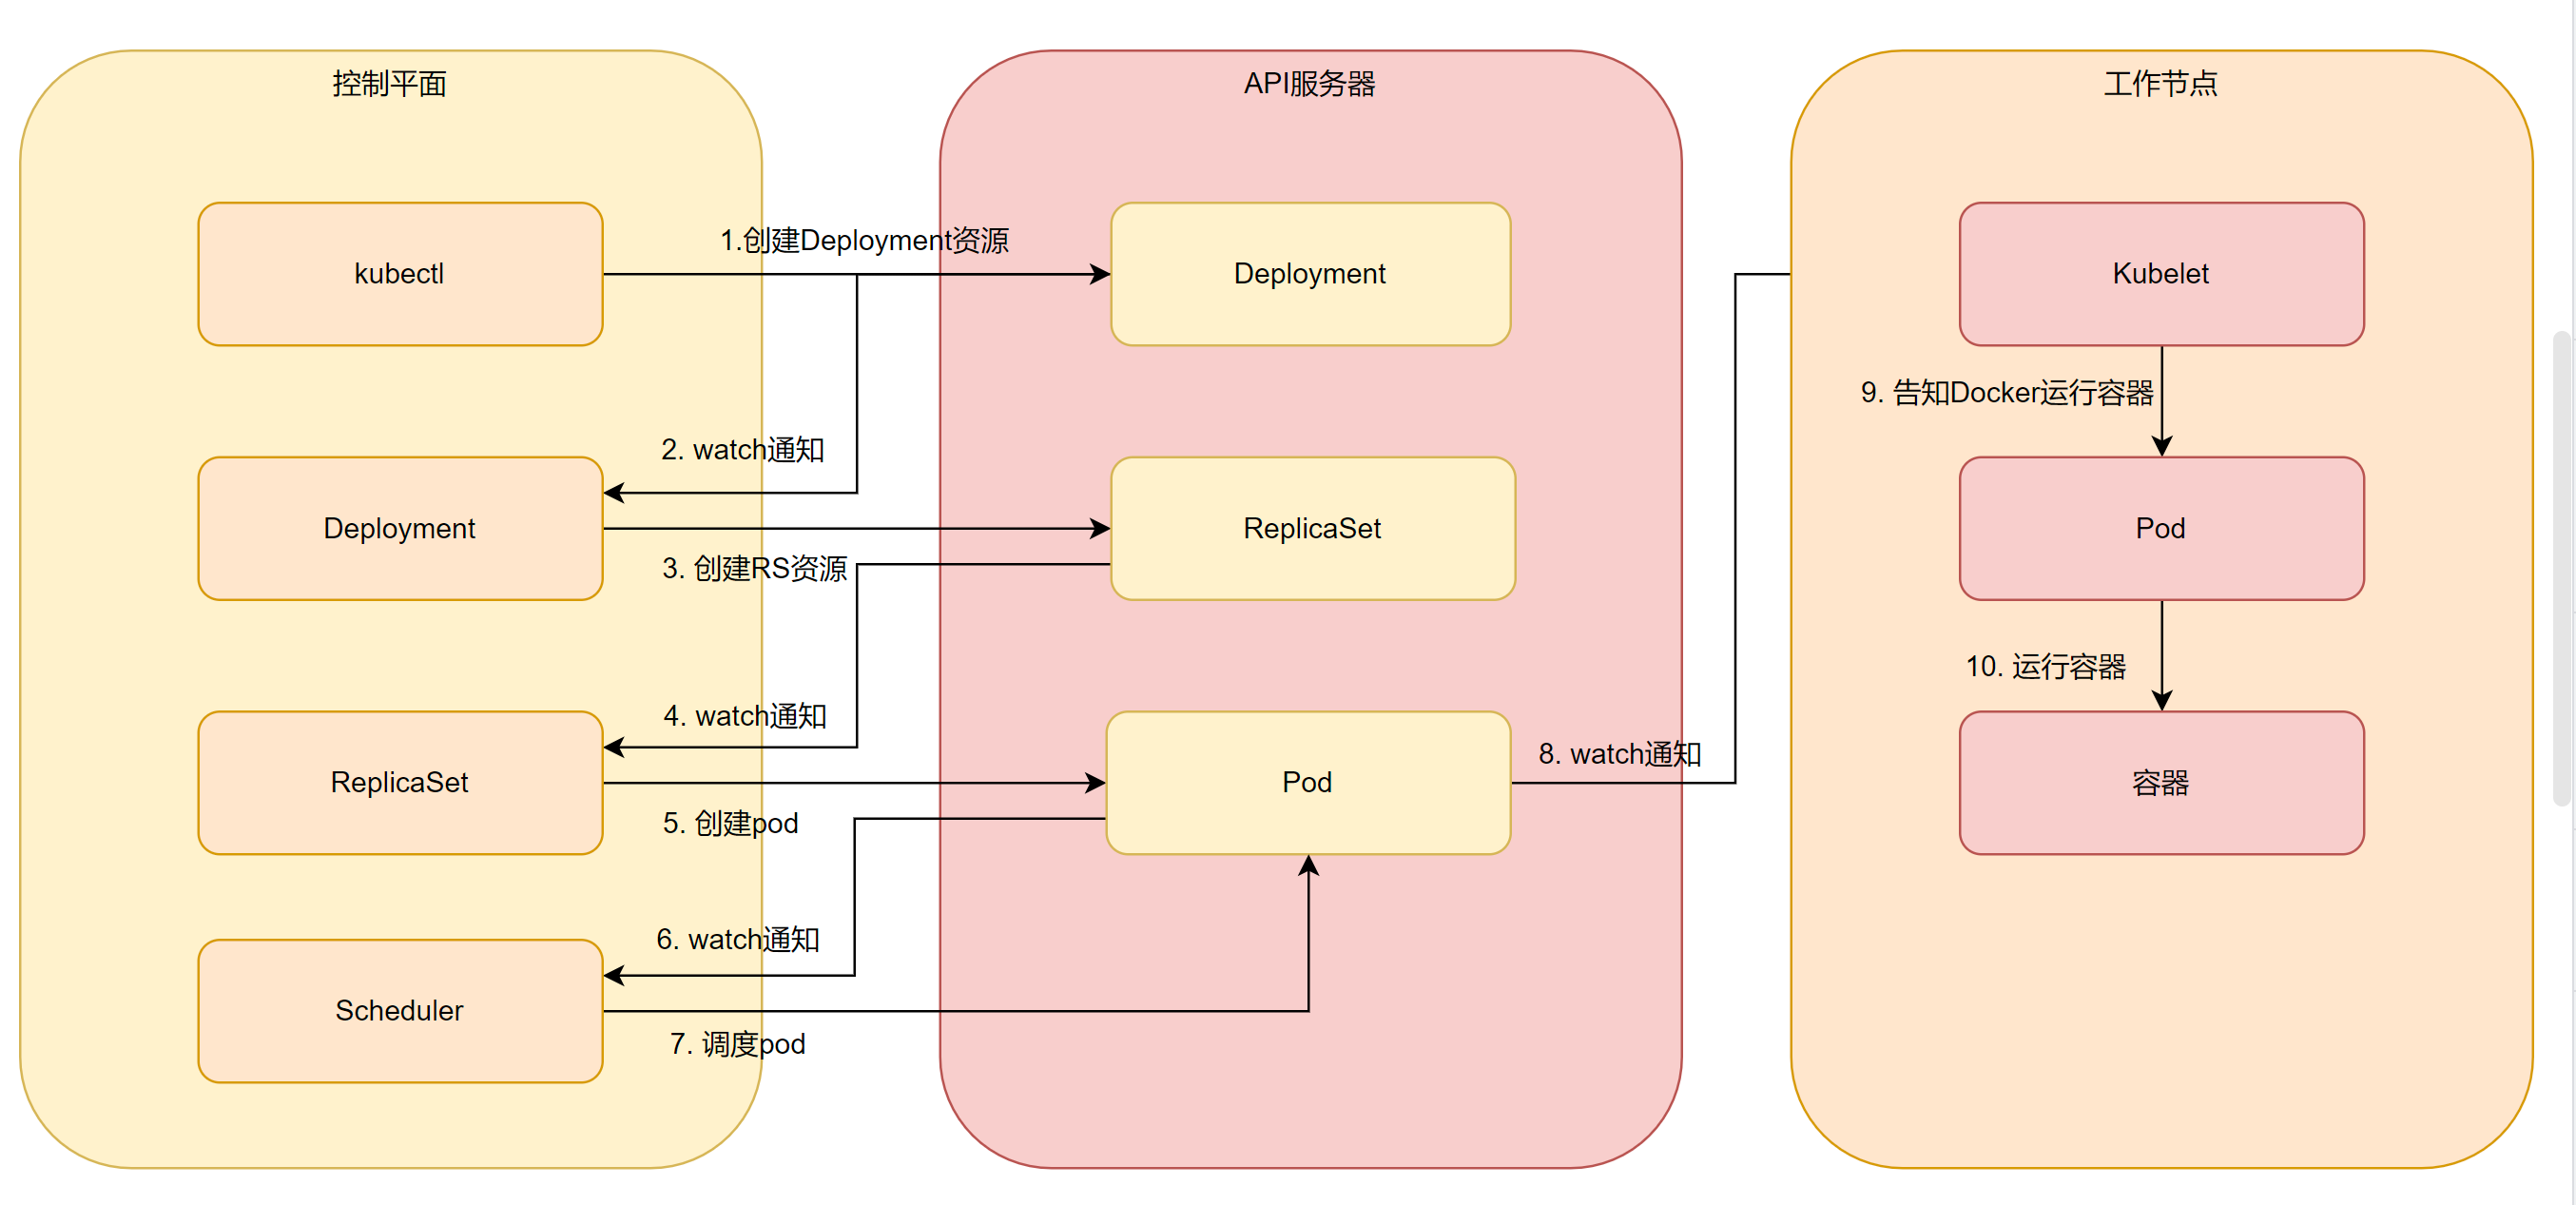 控制平面
API服务器
工作节点
1.创建Deployment资源
kubectl
Deployment
Kubelet
9. 告知Docker运行容器
2. watch通知
Deployment
ReplicaSet
Pod
3. 创建RS资源
10. 运行容器
4. watch通知
8. watch通知
ReplicaSet
Pod
容器
5. 创建pod
6. watch通知
Scheduler
7. 调度pod